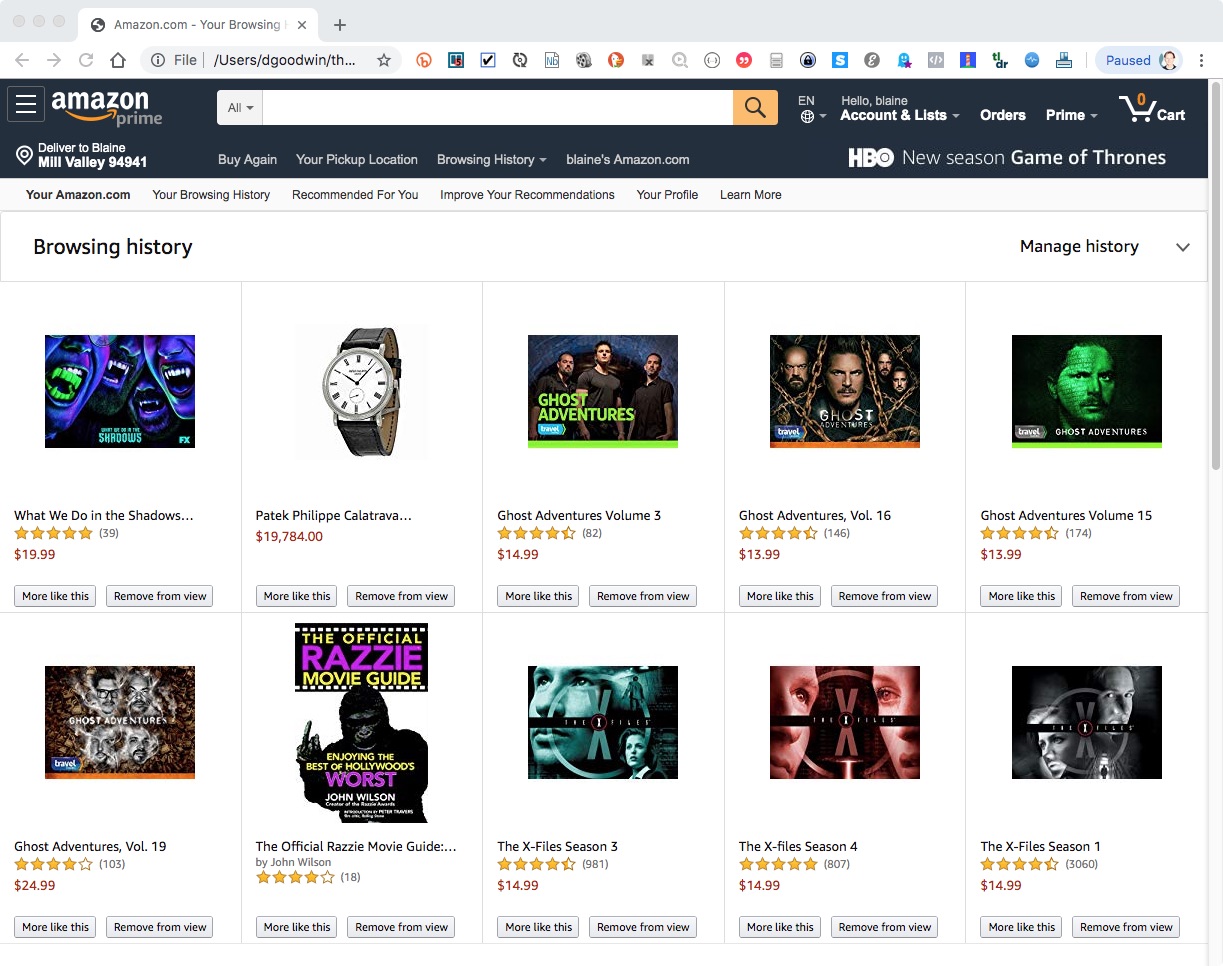 Amazon.com - Your Browsing
File
/Users/dgoodwin/th...
Paused
amazon
prime
All
EN
Hello, blaine
Account & Lists
Orders
Prime
0
Cart
Deliver to Blaine
Mill Valley 94941
Buy Again
Your Pickup Location
Browsing History
blaine's Amazon.com
HBO New season Game of Thrones
Your Amazon.com
Your Browsing History
Recommended For You
Improve Your Recommendations
Your Profile
Learn More
Browsing history
Manage history
WHAT WE DO IN THE
SHADOWS
FX
GHOST
ADVENTURES
travel
GHOST
ADVENTURES
travel
travel
GHOST ADVENTURES
What We Do in the Shadows…
(39)
$19.99
Patek Philippe Calatrava…
$19,784.00
Ghost Adventures Volume 3
(82)
$14.99
Ghost Adventures, Vol. 16
(146)
$13.99
Ghost Adventures Volume 15
(174)
$13.99
More like this
Remove from view
More like this
Remove from view
More like this
Remove from view
More like this
Remove from view
More like this
Remove from view
GHOST ADVENTURES
travel
THE OFFICIAL
RAZZIE
MOVIE GUIDE
ENJOYING THE
BEST OF HOLLYWOOD'S
WORST
JOHN WILSON
Creator of the Razzie Awards
INTRODUCTION BY PETER TRAVERS
THE X FILES
THE X FILES
THE X FILES
Ghost Adventures, Vol. 19
(103)
$24.99
The Official Razzie Movie Guide:…
by John Wilson
(18)
The X-Files Season 3
(981)
$14.99
The X-files Season 4
(807)
$14.99
The X-Files Season 1
(3060)
$14.99
More like this
Remove from view
More like this
Remove from view
More like this
Remove from view
More like this
Remove from view
More like this
Remove from view